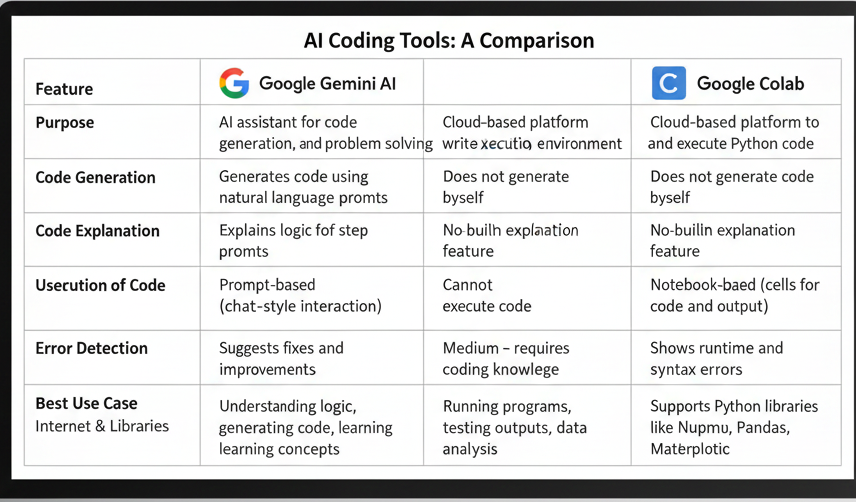 AI Coding Tools: A Comparison
Feature
Google Gemini AI
C Google Colab
Purpose
AI assistant for code
generation, and problem solving
Cloud-based platform
write xecutio, environment
Cloud-based platform to
and execute Python code
Code Generation
Generates code using
natural language promts
Does not generate
byself
Does not generate code
byself
Code Explanation
Explains logic fof step
promts
No-builn explnation
feature
No-builin explanation
feature
Usecution of Code
Prompt-based
(chat-style interaction)
Cannot
execute code
Notebook-baed (cells for
code and output)
Error Detection
Suggests fixes and
improvements
Medium – requires
coding knowlege
Shows runtime and
syntax errors
Best Use Case
Internet & Libraries
Understanding logic,
generating code, learning
learning concepts
Running programs,
testing outputs, data
analysis
Supports Python libraries
like Nupmu, Pandas,
Materplotic